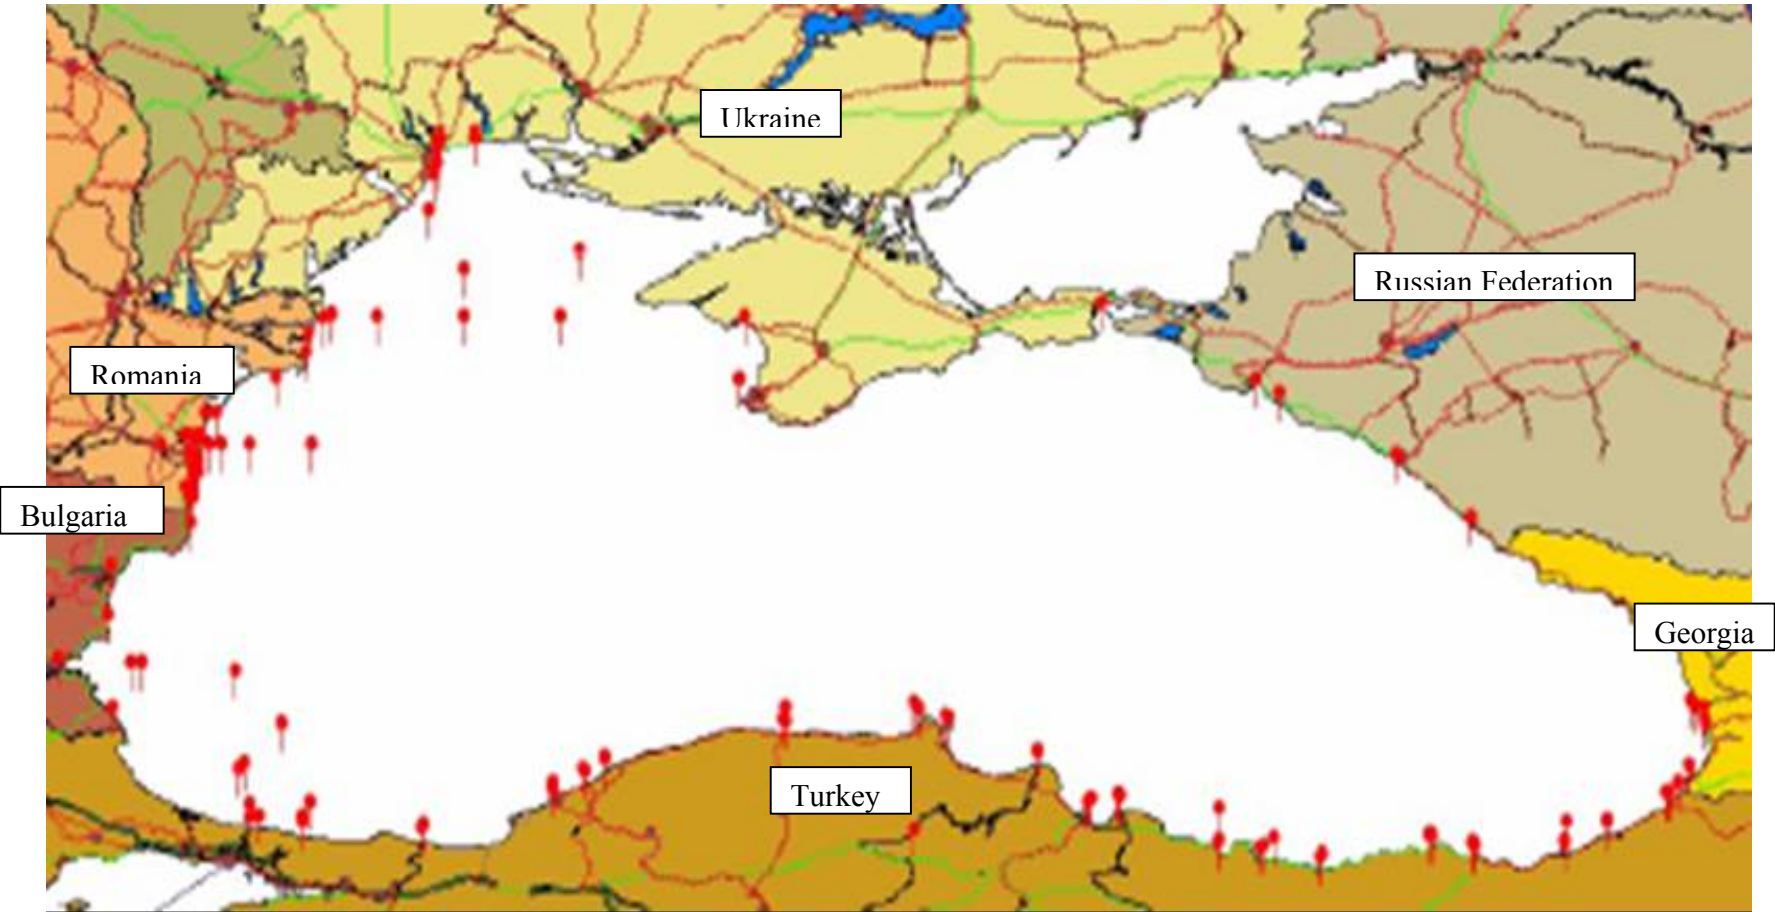 Ukraine
Russian Federation
Romania
Bulgaria
Georgia
Turkey